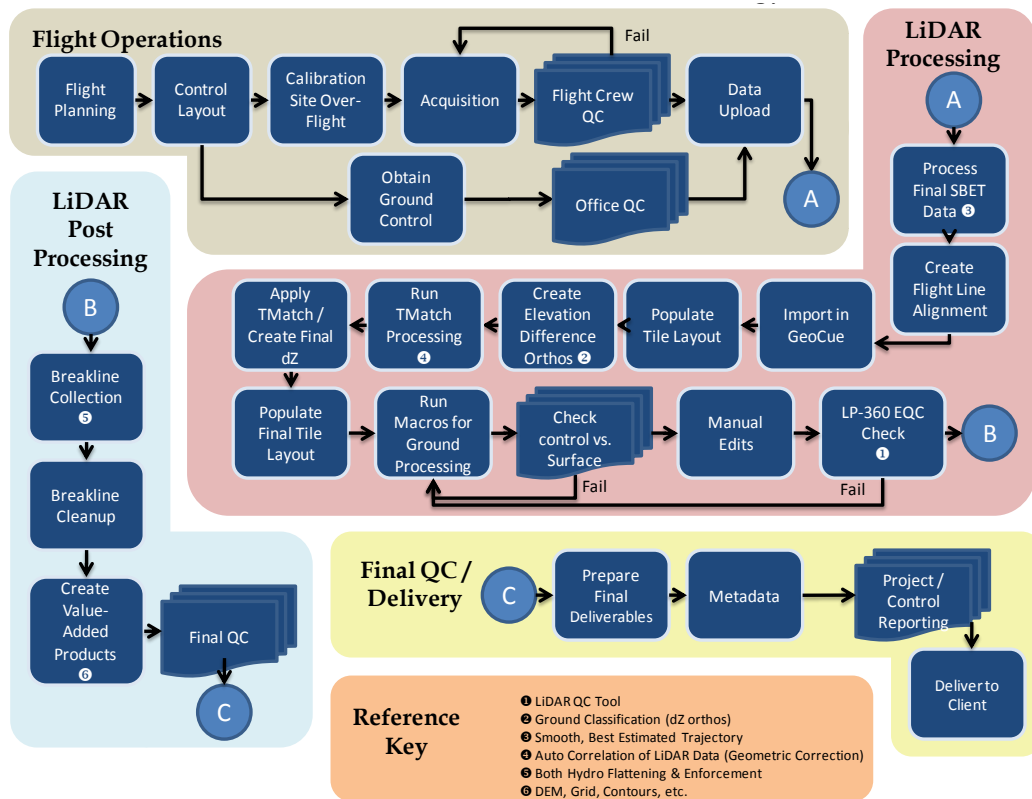 Flight Operations
Flight
Planning
Control
Layout
Calibration
Site Over-
Flight
Acquisition
Fail
Flight Crew
QC
Data
Upload
Obtain
Ground
Control
Office QC
A
LiDAR
Processing
A
Process
Final SBET
Data ❸
Create
Flight Line
Alignment
Import in
GeoCue
Populate
Tile Layout
Create
Elevation
Difference
Orthos ❷
Run
TMatch
Processing
❹
Apply
TMatch /
Create Final
dZ
Populate
Final Tile
Layout
Run
Macros for
Ground
Processing
Check
control vs.
Surface
Fail
Manual
Edits
LP-360 EQC
Check
❶
Fail
B
LiDAR
Post
Processing
B
Breakline
Collection
❺
Breakline
Cleanup
Create
Value-
Added
Products
❻
Final QC
C
Final QC /
Delivery
C
Prepare
Final
Deliverables
Metadata
Project /
Control
Reporting
Deliver to
Client
Reference
Key
❶ LiDAR QC Tool
❷ Ground Classification (dZ orthos)
❸ Smooth, Best Estimated Trajectory
❹ Auto Correlation of LiDAR Data (Geometric Correction)
❺ Both Hydro Flattening & Enforcement
❻ DEM, Grid, Contours, etc.